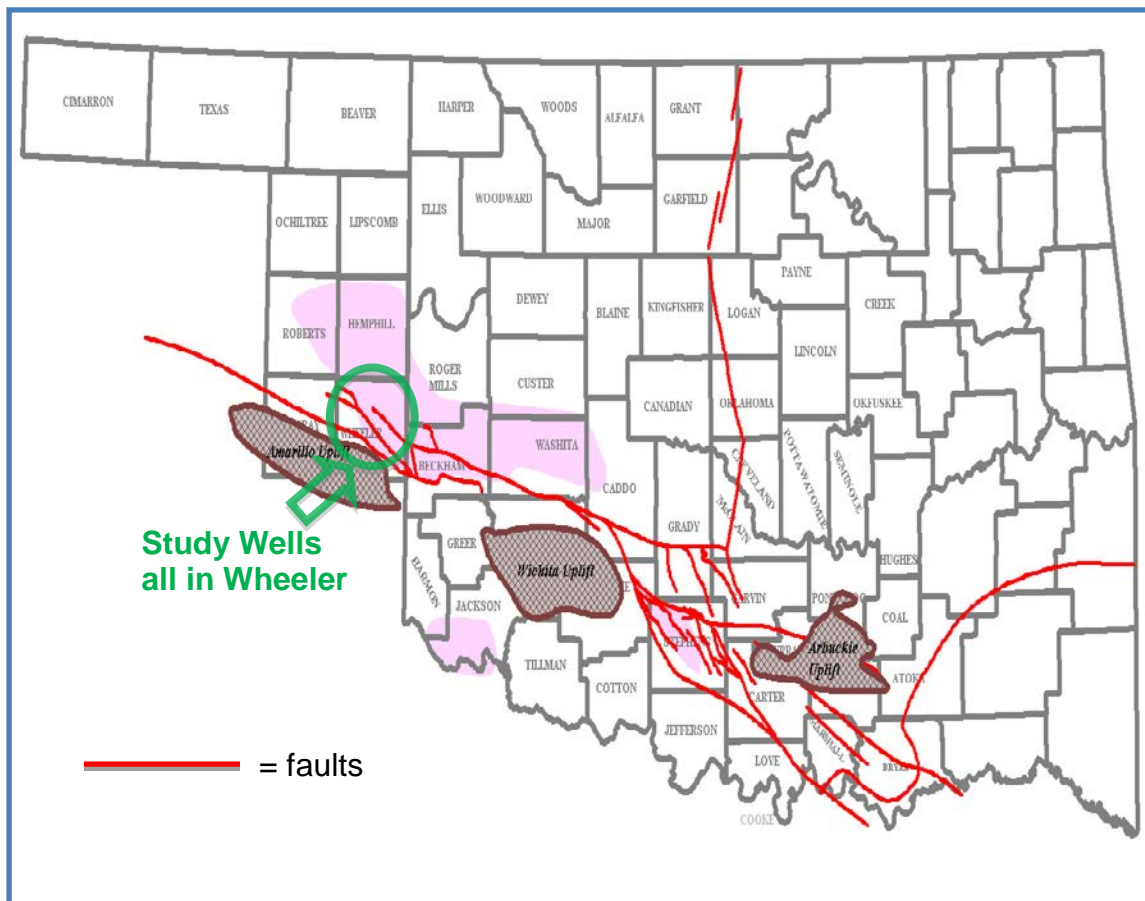 CIMARRON
TEXAS
BEAVER
HARPER
WOODS
ALFALFA
GRANT
OCHILTREE
LIPSCOMB
ELLIS
WOODWARD
MAJOR
GARFIELD
PAYNE
CREEK
ROBERTS
HEMPHILL
DEWEY
BLAINE
KINGFISHER
LOGAN
LINCOLN
ROGER
MILLS
CUSTER
CANADIAN
OKLAHOMA
OKFUSKEE
WHEELER
Amarillo Uplift
BECKHAM
WASHITA
CADDO
CLEVELAND
POTTAWATOMIE
SEMINOLE
Study Wells
all in Wheeler
GREER
HARMON
JACKSON
Wichita Uplift
GRADY
McCLAIN
HUGHES
COAL
TILLMAN
COTTON
STEPHENS
Arbuckle
Uplift
ATOKA
CARTER
JEFFERSON
LOVE
MARSHALL
BRYAN
COOKE
= faults